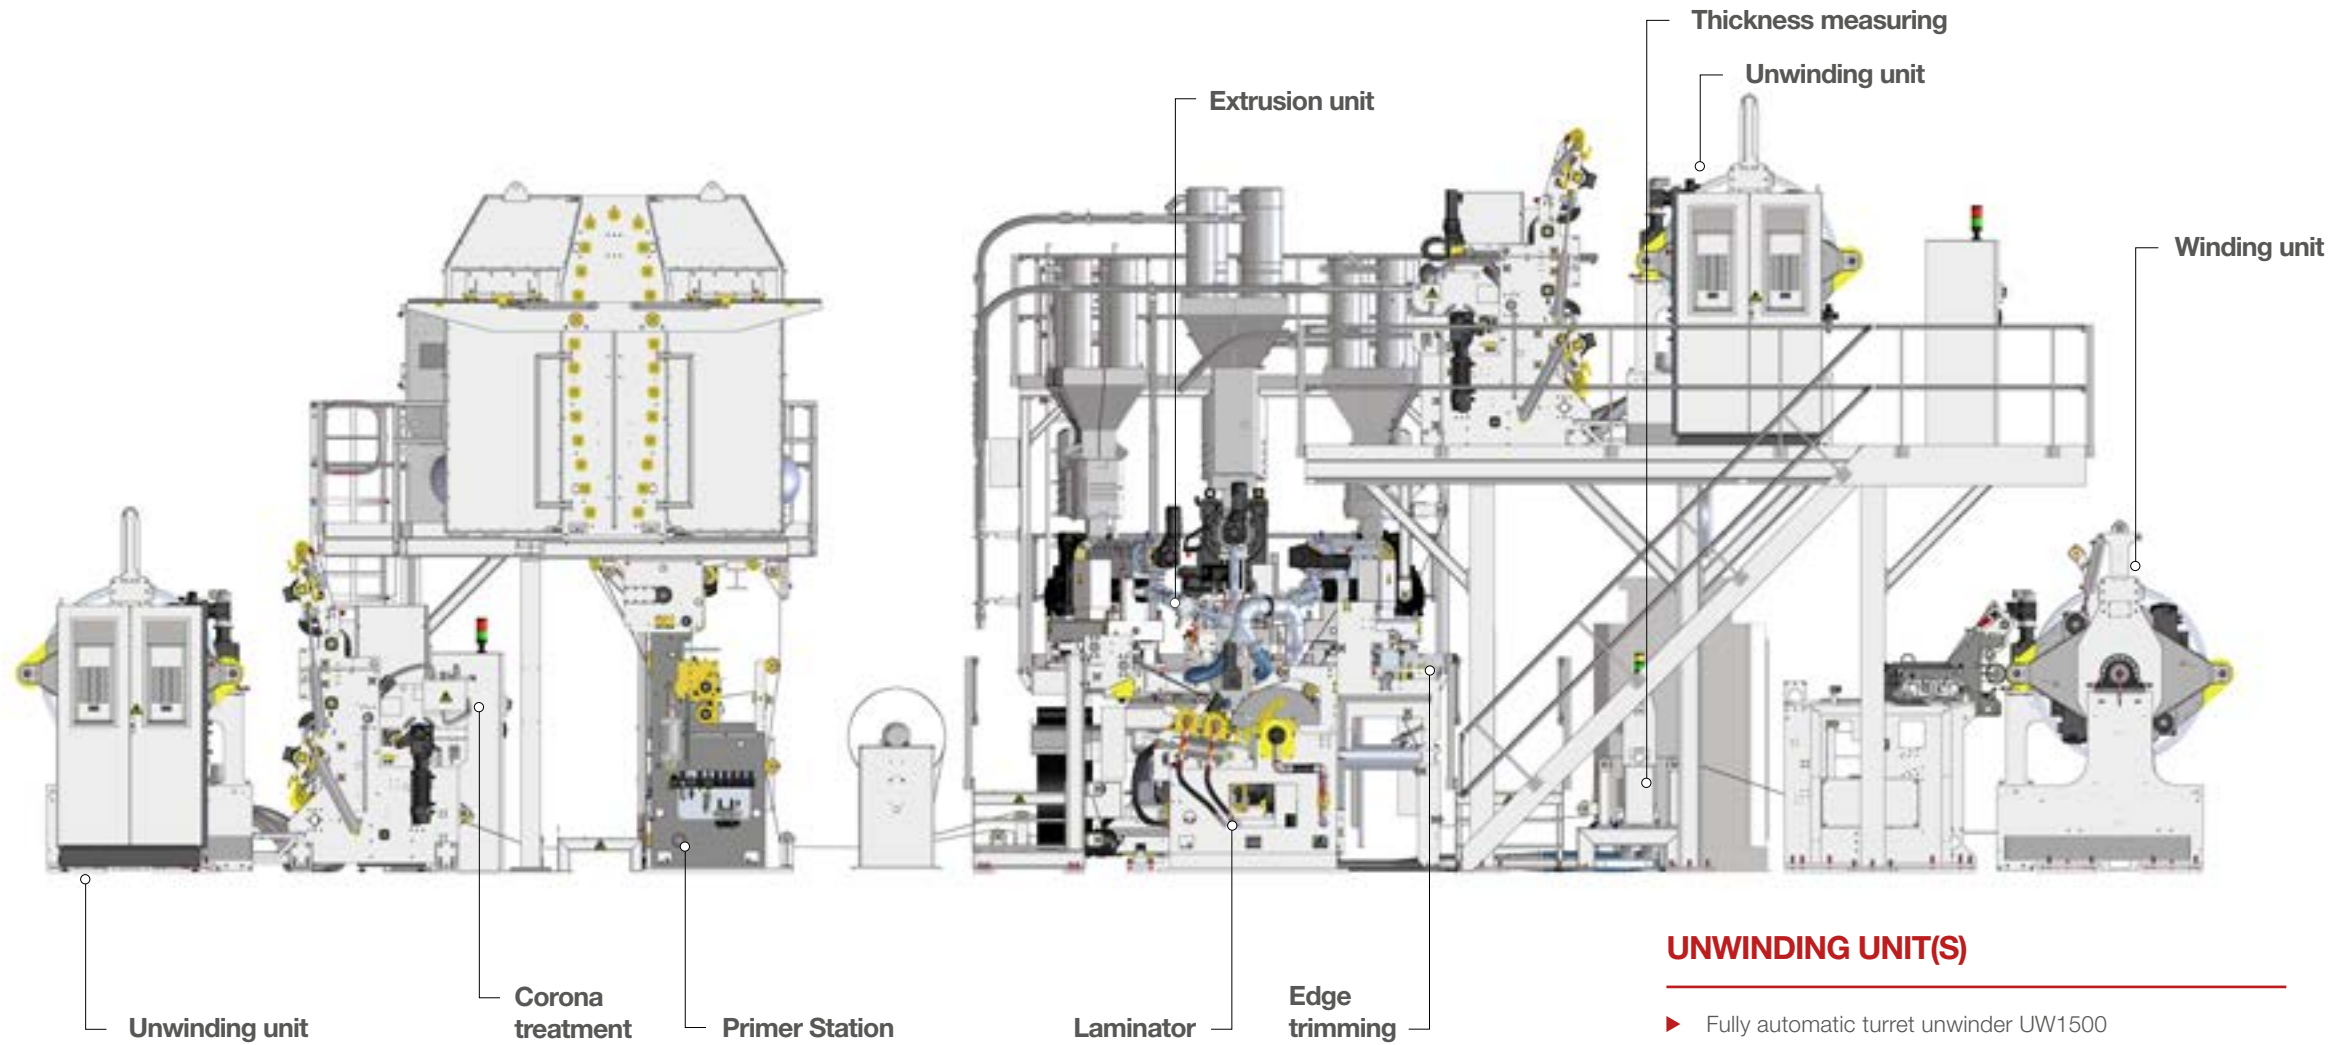 Thickness measuring
Unwinding unit
Extrusion unit
Winding unit
UNWINDING UNIT(S)
Corona
treatment
Edge
trimming
Unwinding unit
Primer Station
Laminator
Fully automatic turret unwinder UW1500